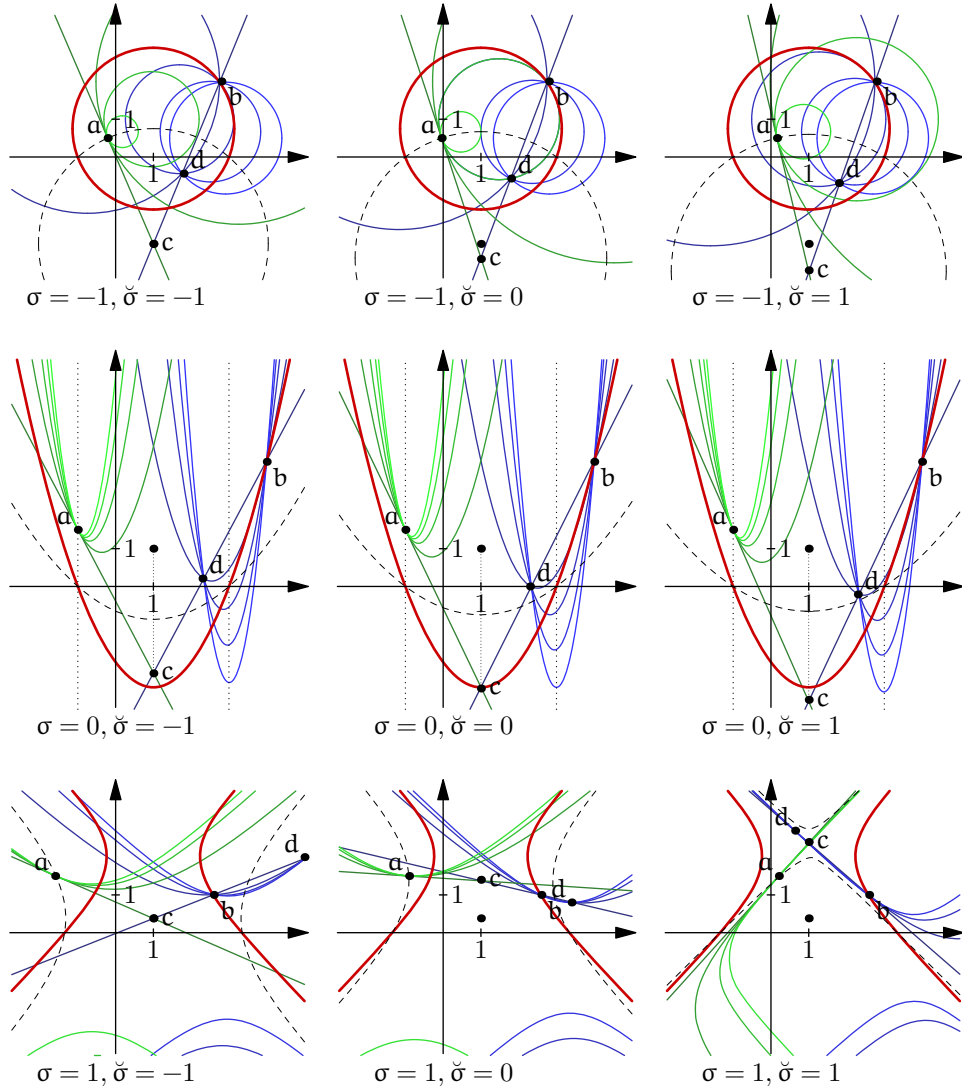 a
1
b
d
1
c
σ = −1, σ̆ = −1
a
1
b
d
1
c
σ = −1, σ̆ = 0
a
1
b
d
1
c
σ = −1, σ̆ = 1
a
b
1
d
1
c
σ = 0, σ̆ = −1
a
b
1
d
1
c
σ = 0, σ̆ = 0
a
b
1
d
1
c
σ = 0, σ̆ = 1
d
a
1
b
c
1
σ = 1, σ̆ = −1
a
c
1
d
b
1
σ = 1, σ̆ = 0
d
c
a
1
b
1
σ = 1, σ̆ = 1